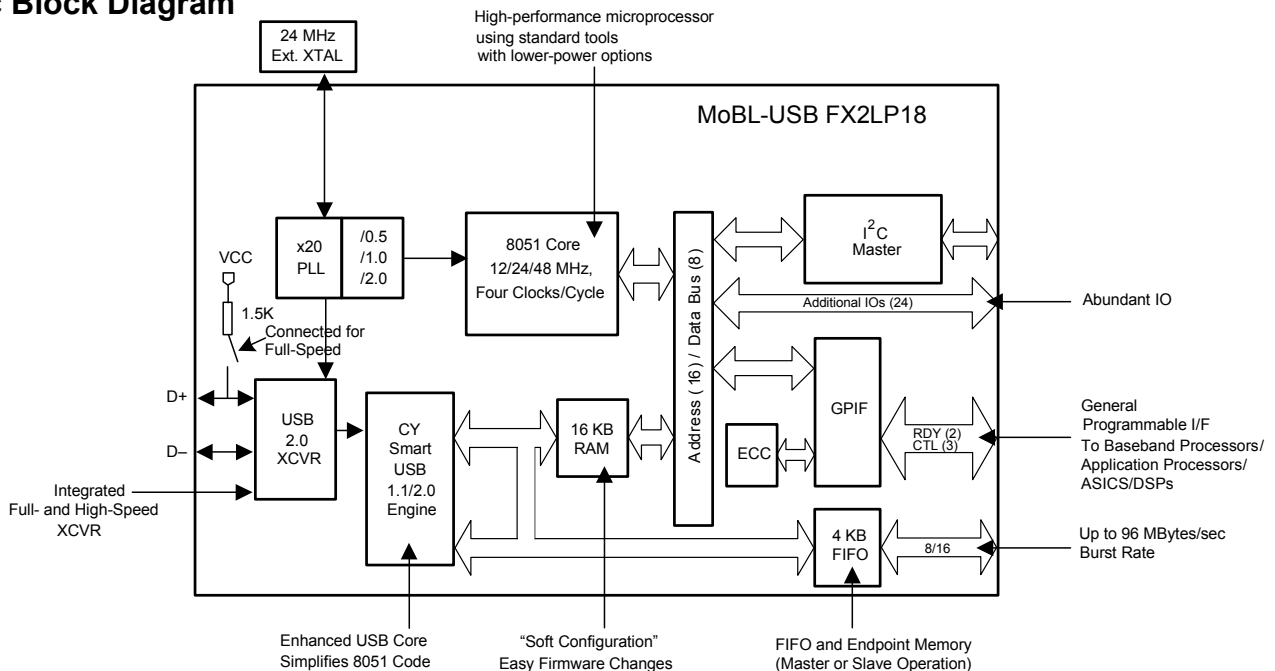 Block Diagram
High-performance microprocessor
using standard tools
with lower-power options
24 MHz
Ext. XTAL
MoBL-USB FX2LP18
x20
PLL
/0.5
/1.0
/2.0
8051 Core
12/24/48 MHz,
Four Clocks/Cycle
I2C
Master
VCC
1.5K
Connected for
Full-Speed
Address (16) / Data Bus (8)
Additional IOs (24)
Abundant IO
D+
D–
USB
2.0
XCVR
CY
Smart
USB
1.1/2.0
Engine
16 KB
RAM
ECC
GPIF
RDY (2)
CTL (3)
General
Programmable I/F
To Baseband Processors/
Application Processors/
ASICS/DSPs
Integrated
Full- and High-Speed
XCVR
4 KB
FIFO
8/16
Up to 96 MBytes/sec
Burst Rate
Enhanced USB Core
Simplifies 8051 Code
“Soft Configuration”
Easy Firmware Changes
FIFO and Endpoint Memory
(Master or Slave Operation)